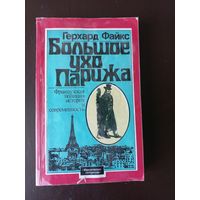 Герхард Файкс
Большое
ухо
Парижа
Французская
полиция:
история
и
современность